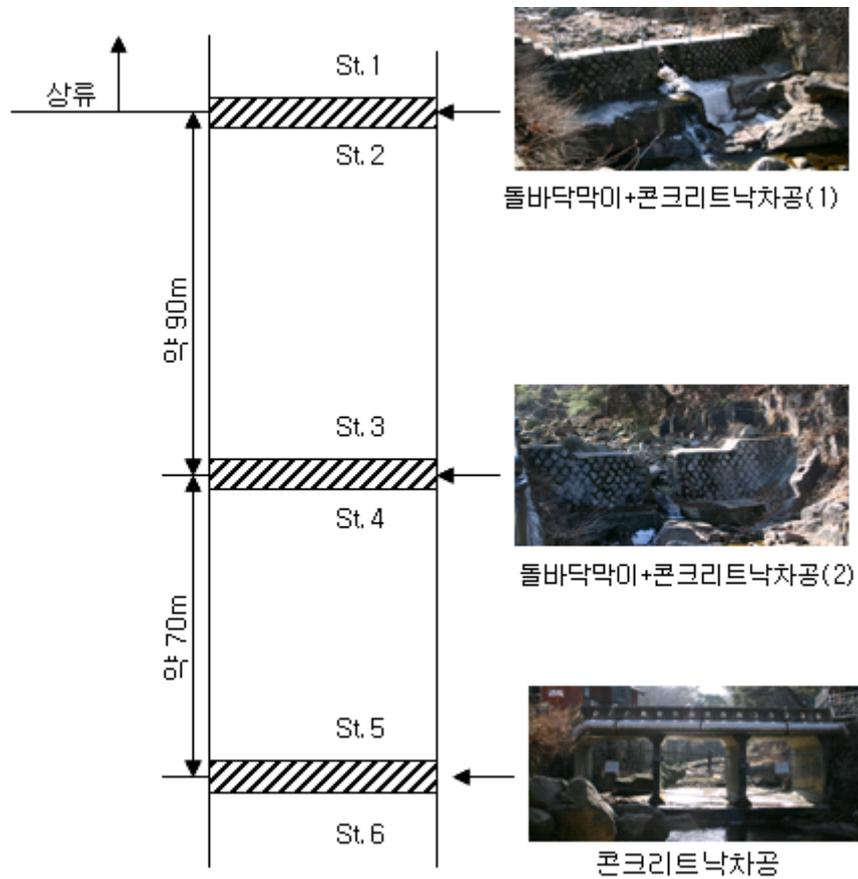 St.1
상류
St.2
돌바닥막이+콘크리트낙차공(1)
약 90m
St.3
St.4
돌바닥막이+콘크리트낙차공(2)
약 70m
St.5
St.6
콘크리트낙차공